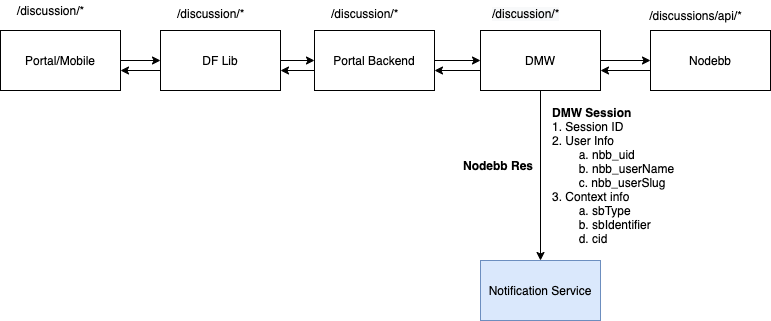 /discussion/*
/discussion/*
/discussion/*
/discussion/*
/discussions/api/*
Portal/Mobile
DF Lib
Portal Backend
DMW
Nodebb
DMW Session
1. Session ID
2. User Info
a. nbb_uid
b. nbb_userName
c. nbb_userSlug
3. Context info
a. sbType
b. sbIdentifier
d. cid
Nodebb Res
Notification Service